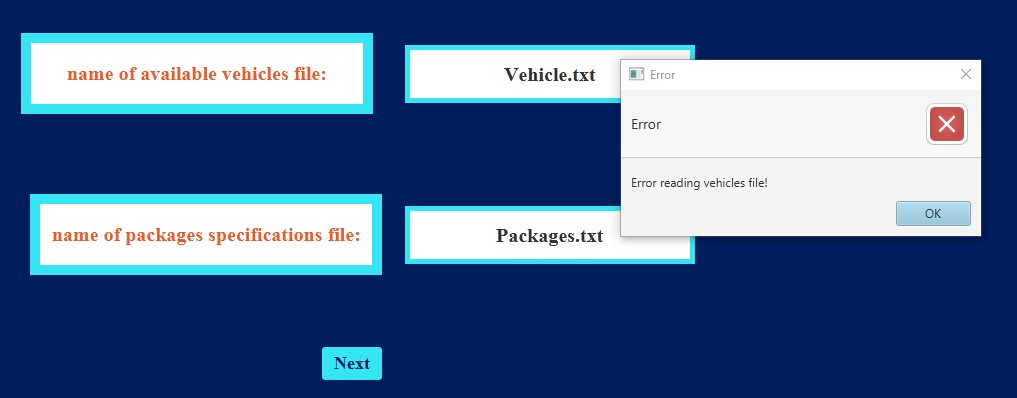 name of available vehicles file:
Vehicle.txt
Error
Error
Error reading vehicles file!
OK
name of packages specifications file:
Packages.txt
Next